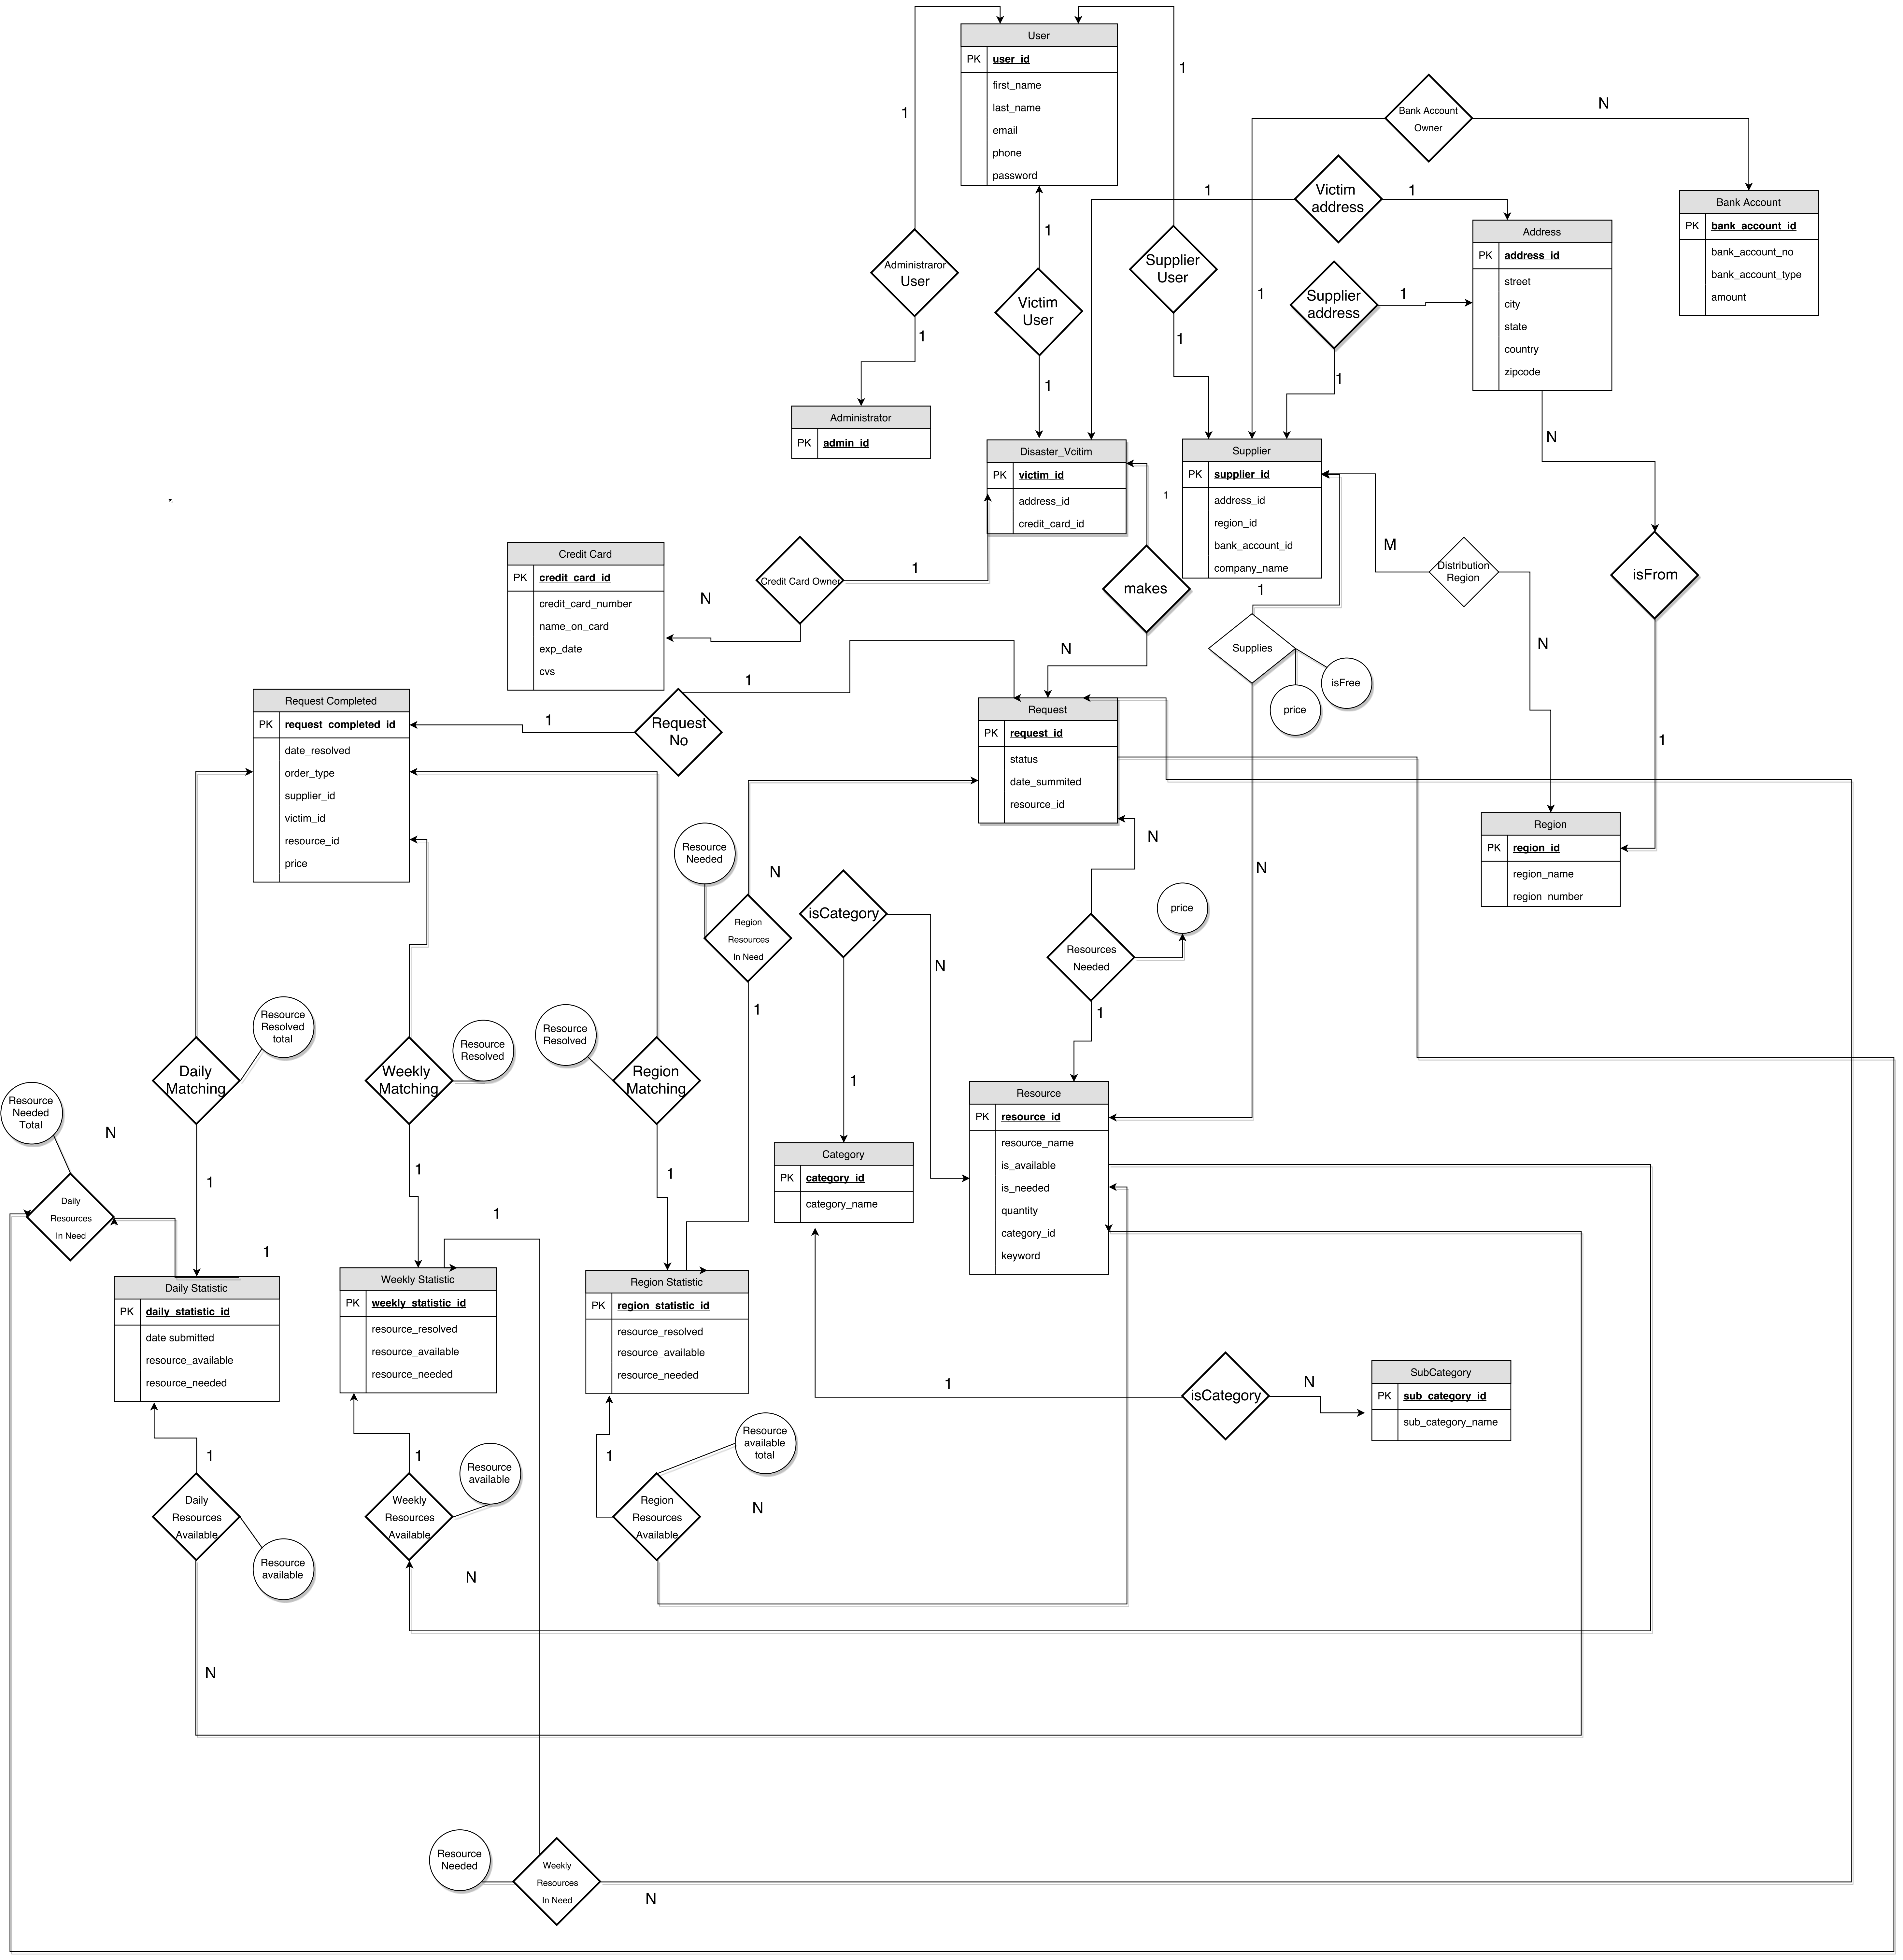 User
PK user_id
first_name
last_name
email
phone
password
1
1
Bank Account
Owner
N
Victim
address
1
1
Bank Account
PK bank_account_id
bank_account_no
bank_account_type
amount
Address
PK address_id
street
city
state
country
zipcode
Administraror
User
1
Victim
User
1
1
Supplier
User
1
1
Supplier
address
1
1
Administrator
PK admin_id
Disaster_Vcitim
PK victim_id
address_id
credit_card_id
1
Supplier
PK supplier_id
address_id
region_id
bank_account_id
company_name
N
M
Distribution
Region
N
isFrom
1
Credit Card
PK credit_card_id
credit_card_number
name_on_card
exp_date
cvs
Credit Card Owner
1
N
makes
N
1
Supplies
isFree
price
Request Completed
PK request_completed_id
date_resolved
order_type
supplier_id
victim_id
resource_id
price
1
Request
No
1
Request
PK request_id
status
date_summited
resource_id
Region
PK region_id
region_name
region_number
Resource
Needed
N
Region
Resources
In Need
1
isCategory
N
1
N
Resources
Needed
price
1
N
Resource
Resolved
total
Daily
Matching
1
Resource
Resolved
Weekly
Matching
1
Resource
Resolved
Region
Matching
1
Resource
Needed
Total
N
Daily
Resources
In Need
1
1
Category
PK category_id
category_name
Resource
PK resource_id
resource_name
is_available
is_needed
quantity
category_id
keyword
Daily Statistic
PK daily_statistic_id
date submitted
resource_available
resource_needed
Weekly Statistic
PK weekly_statistic_id
resource_resolved
resource_available
resource_needed
Region Statistic
PK region_statistic_id
resource_resolved
resource_available
resource_needed
1
isCategory
N
SubCategory
PK sub_category_id
sub_category_name
1
Daily
Resources
Available
Resource
available
N
1
Weekly
Resources
Available
Resource
available
N
1
Region
Resources
Available
Resource
available
total
N
Resource
Needed
Weekly
Resources
In Need
N